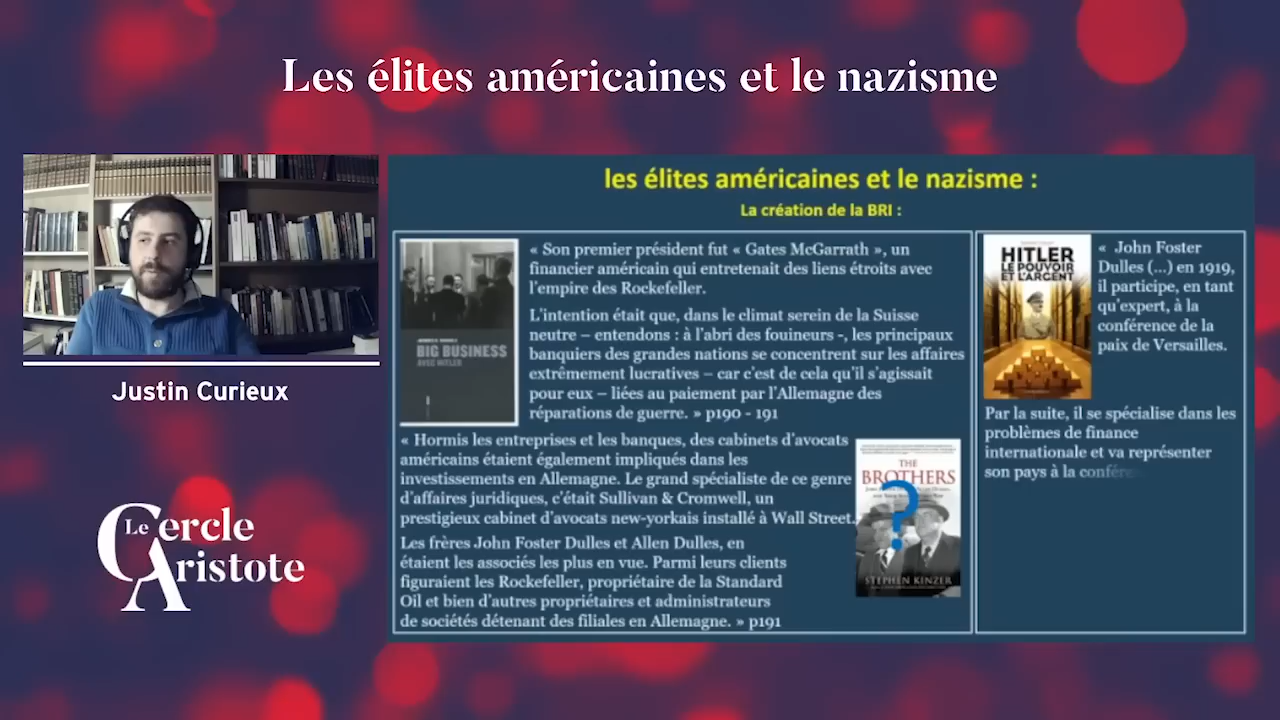 Les élites américaines et le nazisme
les élites américaines et le nazisme :
La création de la BRI :
« Son premier président fut « Gates McGarrath », un
financier américain qui entretenait des liens étroits avec
l'empire des Rockefeller.
L'intention était que, dans le climat serein de la Suisse
neutre – entendons : à l'abri des fouineurs -, les principaux
banquiers des grandes nations se concentrent sur les affaires
extrêmement lucratives – car c'est de cela qu'il s'agissait
pour eux – liées au paiement par l'Allemagne des
réparations de guerre. » p190 - 191
BIG BUSINESS
AVEC HITLER
« Hormis les entreprises et les banques, des cabinets d'avocats
américains étaient également impliqués dans les
investissements en Allemagne. Le grand spécialiste de ce genre
d'affaires juridiques, c'était Sullivan & Cromwell, un
prestigieux cabinet d'avocats new-yorkais installé à Wall Street.
Les frères John Foster Dulles et Allen Dulles, en
étaient les associés les plus en vue. Parmi leurs clients
figuraient les Rockefeller, propriétaire de la Standard
Oil et bien d'autres propriétaires et administrateurs
de sociétés détenant des filiales en Allemagne. » p191
THE
BROTHERS
?
STEPHEN KINZER
HITLER
LE POUVOIR
ET L'ARGENT
« John Foster
Dulles (...) en 1919,
il participe, en tant
qu'expert, à la
conférence de la
paix de Versailles.
Par la suite, il se spécialise dans les
problèmes de finance
internationale et va représenter
son pays à la confére
Justin Curieux
Le Cercle
Aristote